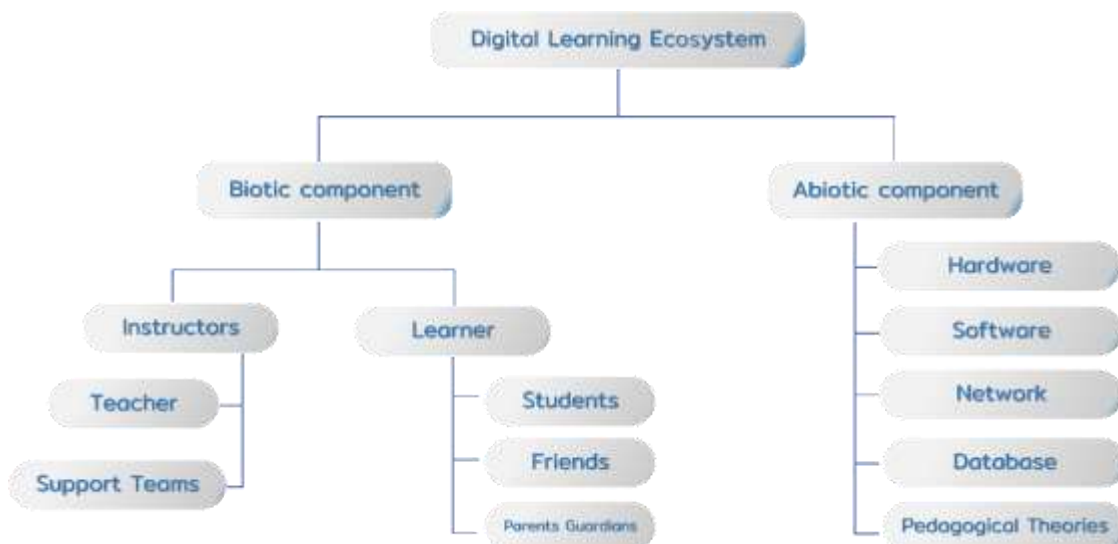 Digital Learning Ecosystem
Biotic component
Abiotic component
Instructors
Learner
Teacher
Support Teams
Students
Friends
Parents Guardians
Hardware
Software
Network
Database
Pedagogical Theories